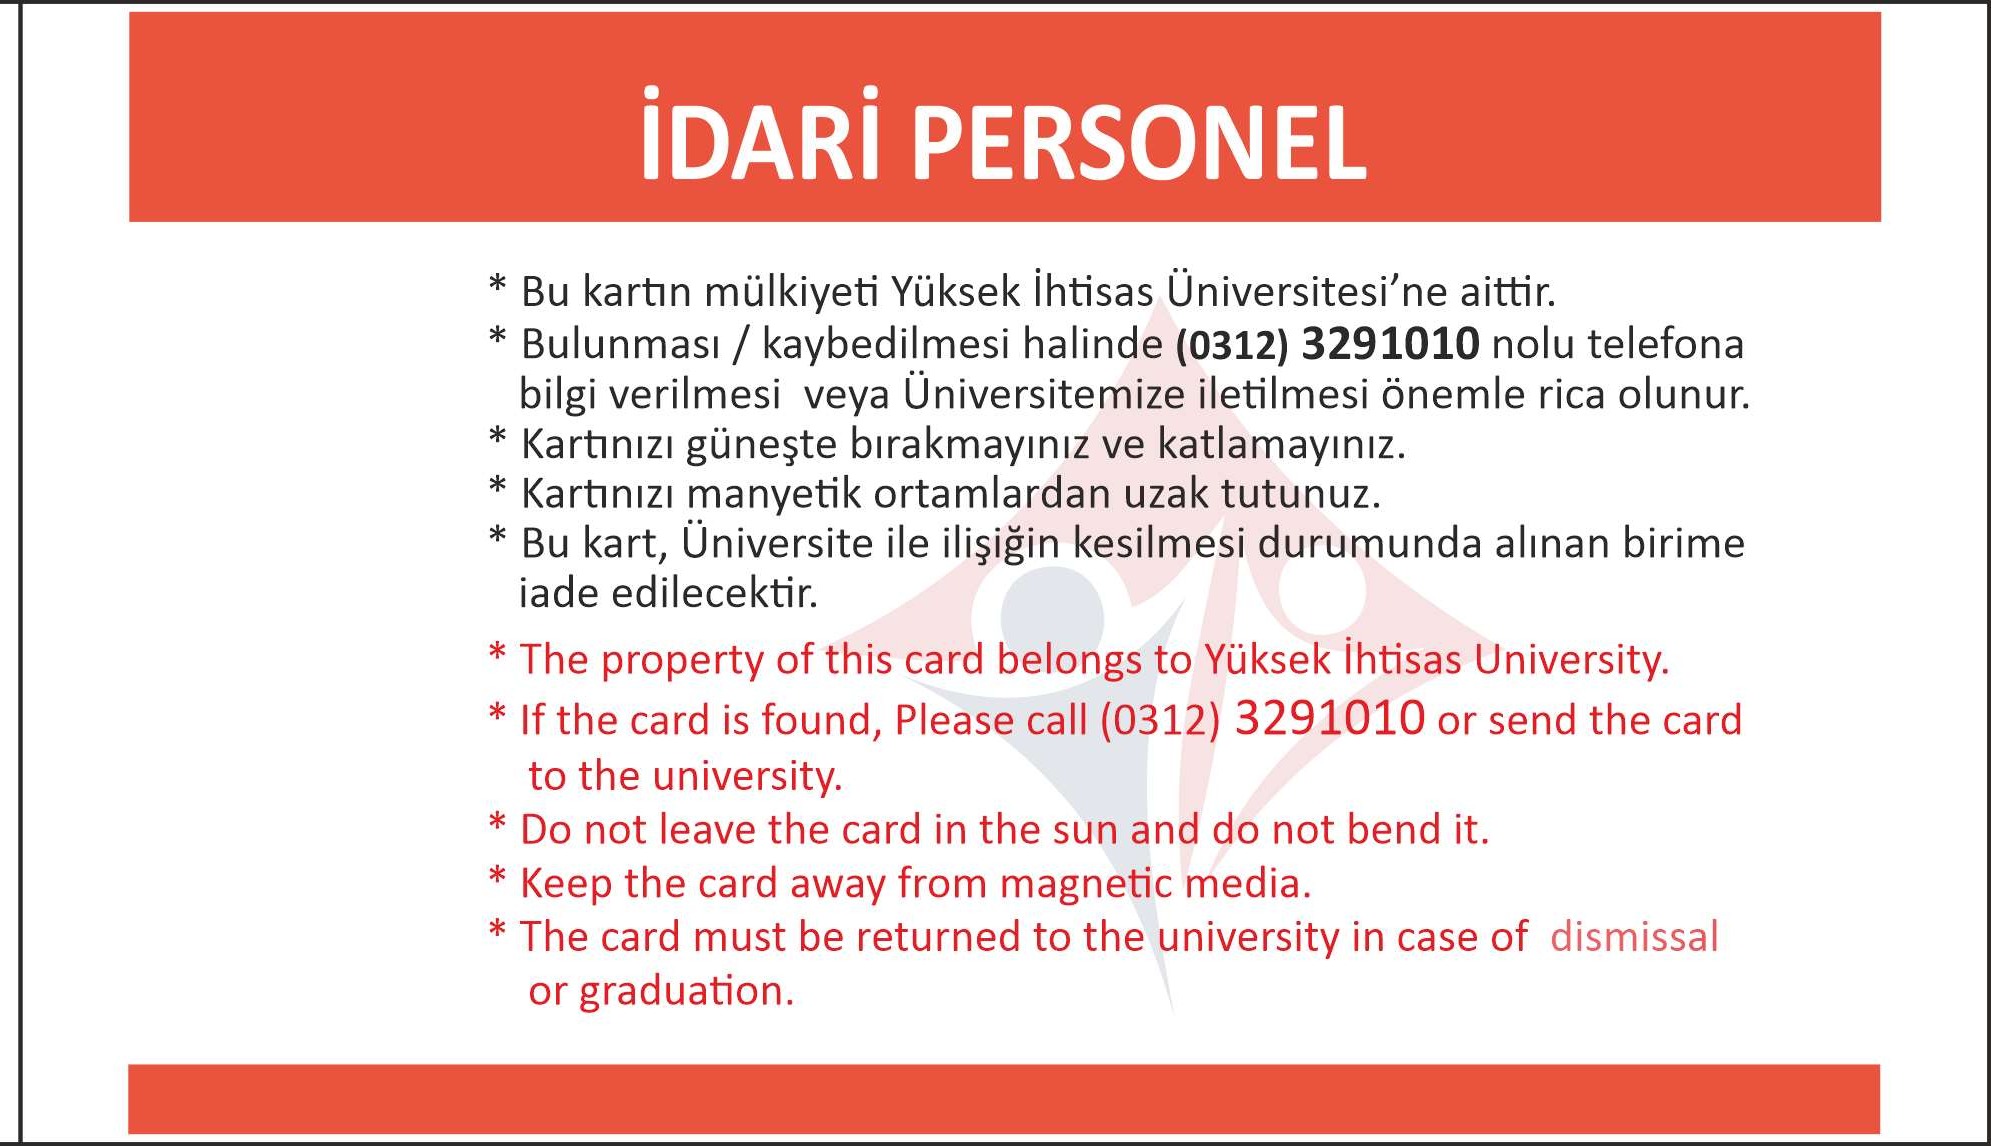 İDARİ PERSONEL
* Bu kartın mülkiyeti Yüksek İhtisas Üniversitesi’ne aittir.
* Bulunması / kaybedilmesi halinde (0312) 3291010 nolu telefona
bilgi verilmesi  veya Üniversitemize iletilmesi önemle rica olunur.
* Kartınızı güneşte bırakmayınız ve katlamayınız.
* Kartınızı manyetik ortamlardan uzak tutunuz.
* Bu kart, Üniversite ile ilişiğin kesilmesi durumunda alınan birime
iade edilecektir.
* The property of this card belongs to Yüksek İhtisas University.
* If the card is found, Please call (0312) 3291010 or send the card
to the university.
* Do not leave the card in the sun and do not bend it.
* Keep the card away from magnetic media.
* The card must be returned to the university in case of  dismissal
or graduation.